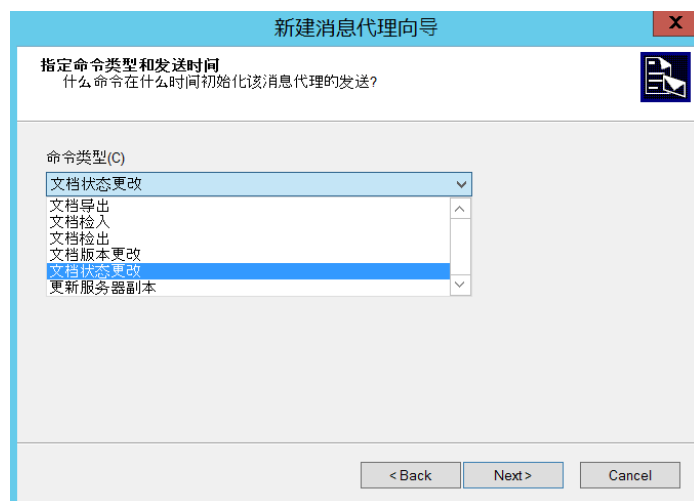 新建消息代理向导
X
指定命令类型和发送时间
什么命令在什么时间初始化该消息代理的发送?
命令类型(C)
文档状态更改
文档导出
文档检入
文档检出
文档版本更改
文档状态更改
更新服务器副本
< Back Next > Cancel